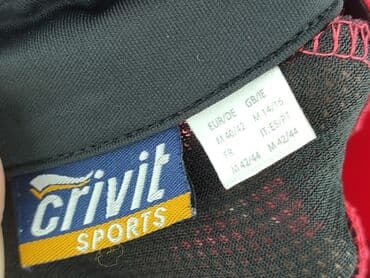 crivit
SPORTS
EUR/DE GB/IE
M 40/42 M 14/16
FR IT/ES/PT
M 42/44 M 42/44